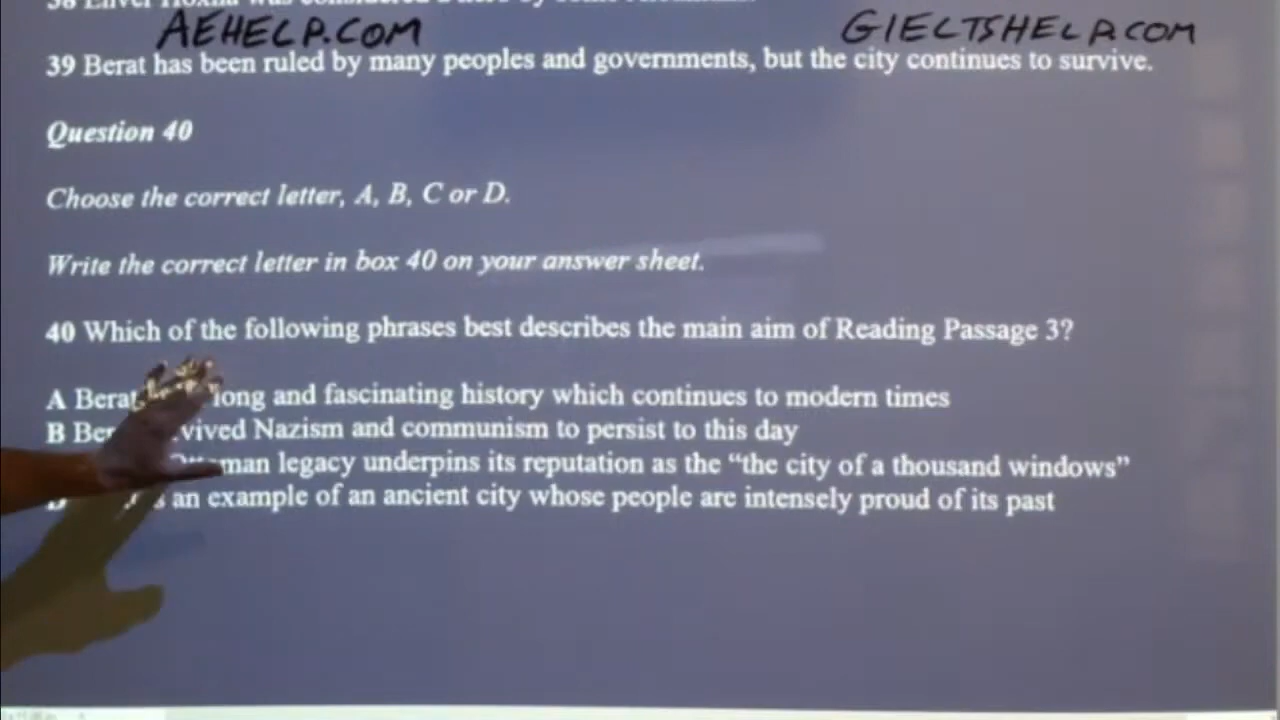 AEHELP.COM GIELTSHELP.COM
39 Berat has been ruled by many peoples and governments, but the city continues to survive.
Question 40
Choose the correct letter, A, B, C or D.
Write the correct letter in box 40 on your answer sheet.
40 Which of the following phrases best describes the main aim of Reading Passage 3?
A Berat long and fascinating history which continues to modern times
B Nazism and communism to persist to this day
legacy underpins its reputation as the “the city of a thousand windows”
an example of an ancient city whose people are intensely proud of its past